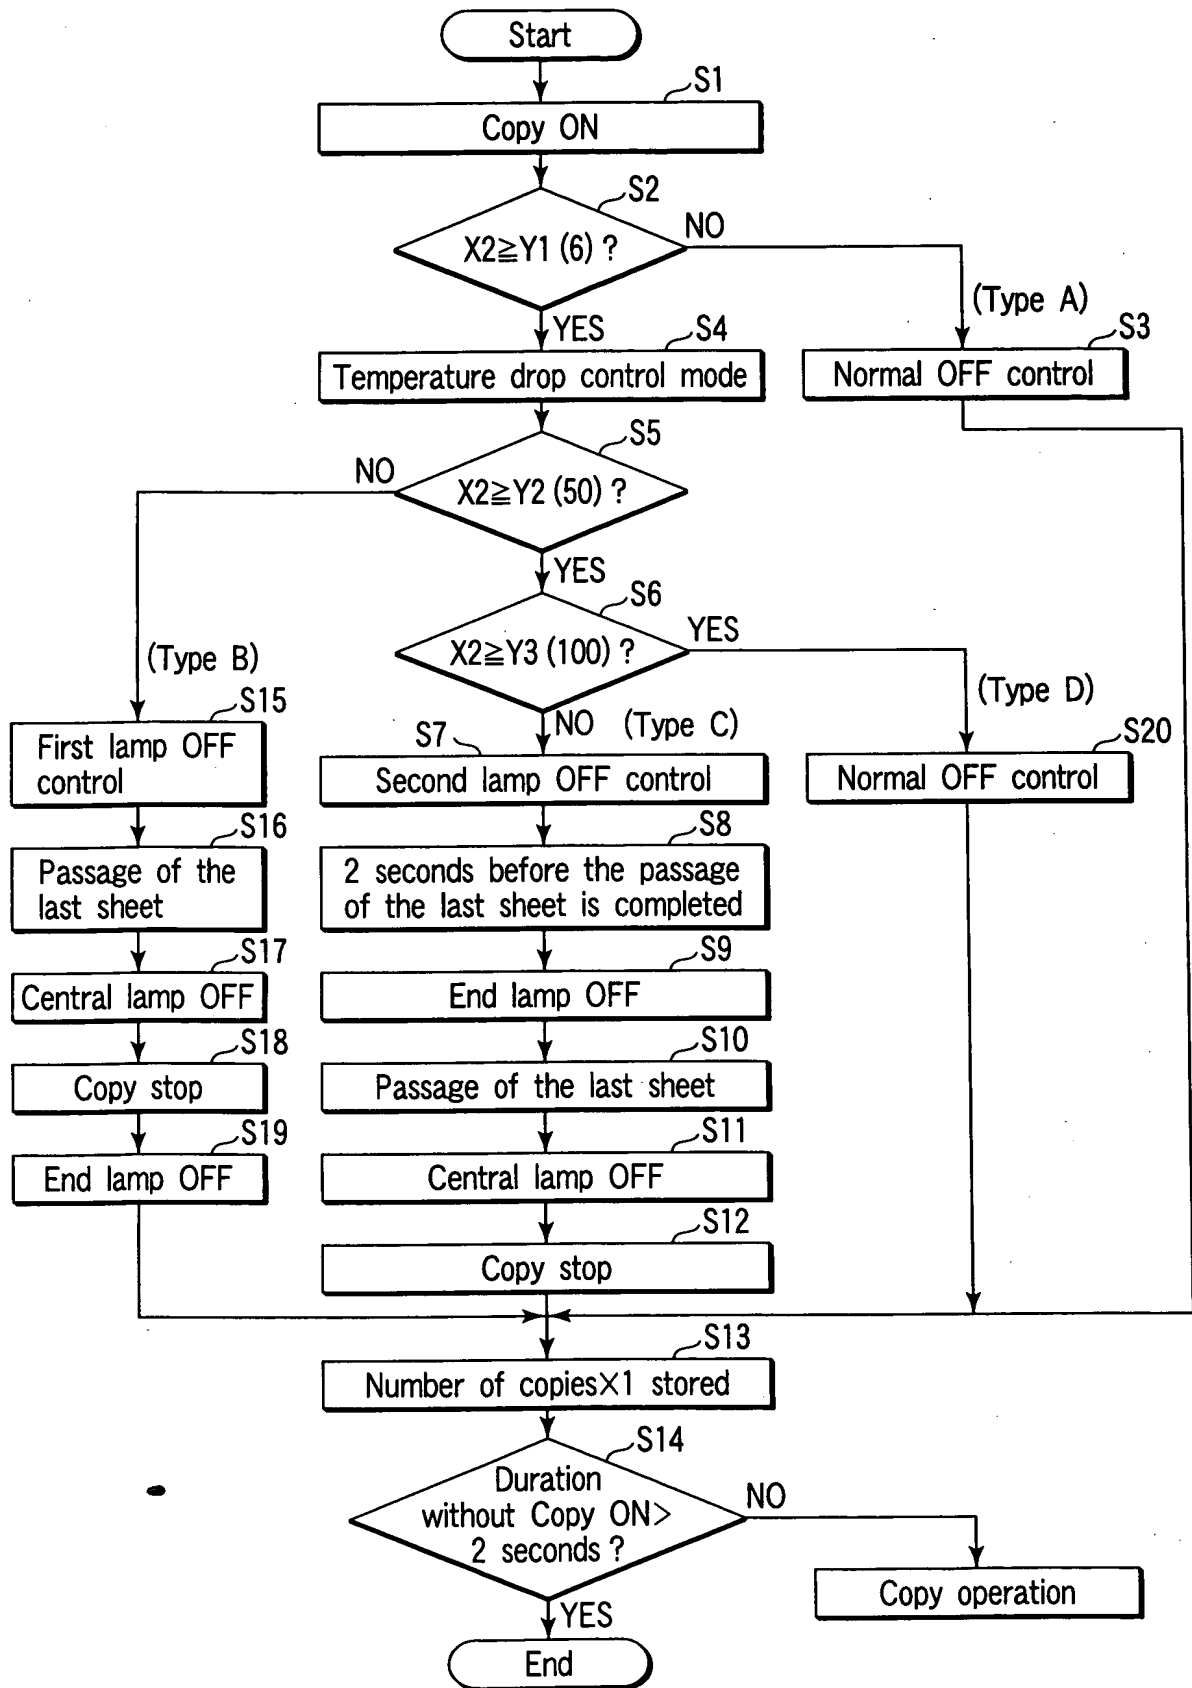 Start
S1
Copy ON
S2
X2≧Y1 (6) ?
NO
YES
(Type A)
S3
Normal OFF control
S4
Temperature drop control mode
S5
NO
X2≧Y2 (50) ?
YES
S6
X2≧Y3 (100) ?
YES
(Type B)
(Type D)
NO (Type C)
S15
First lamp OFF
control
S7
Second lamp OFF control
S20
Normal OFF control
S16
Passage of the
last sheet
S8
2 seconds before the passage
of the last sheet is completed
S17
Central lamp OFF
S9
End lamp OFF
S18
Copy stop
S10
Passage of the last sheet
S19
End lamp OFF
S11
Central lamp OFF
S12
Copy stop
S13
Number of copies×1 stored
S14
Duration
without Copy ON>
2 seconds ?
NO
Copy operation
YES
End